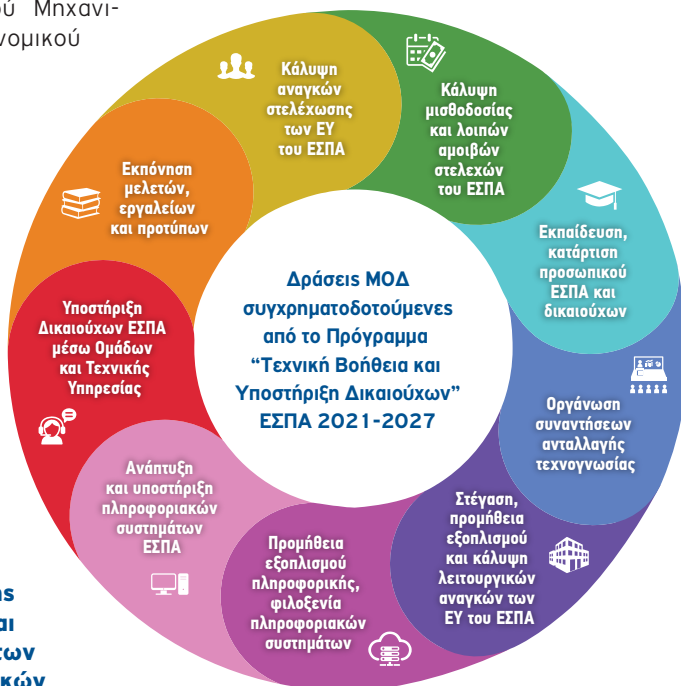 ού Μηχανι-
νομικού
Κάλυψη
αναγκών
στελέχωσης
των ΕΥ
του ΕΣΠΑ
Κάλυψη
μισθοδοσίας
και λοιπών
αμοιβών
στελεχών
του ΕΣΠΑ
Εκπαίδευση,
κατάρτιση
προσωπικού
ΕΣΠΑ και
δικαιούχων
Οργάνωση
συναντήσεων
ανταλλαγής
τεχνογνωσίας
Στέγαση,
προμήθεια
εξοπλισμού
και κάλυψη
λειτουργικών
αναγκών των
ΕΥ του ΕΣΠΑ
Προμήθεια
εξοπλισμού
πληροφορικής,
φιλοξενία
πληροφοριακών
συστημάτων
Ανάπτυξη
και υποστήριξη
πληροφοριακών
συστημάτων
ΕΣΠΑ
Υποστήριξη
Δικαιούχων ΕΣΠΑ
μέσω Ομάδων
και Τεχνικής
Υπηρεσίας
Εκπόνηση
μελετών,
εργαλείων
και προτύπων
Δράσεις ΜΟΔ
συγχρηματοδοτούμενες
από το Πρόγραμμα
“Τεχνική Βοήθεια και
Υποστήριξη Δικαιούχων”
ΕΣΠΑ 2021-2027
ης
αι
των
κών